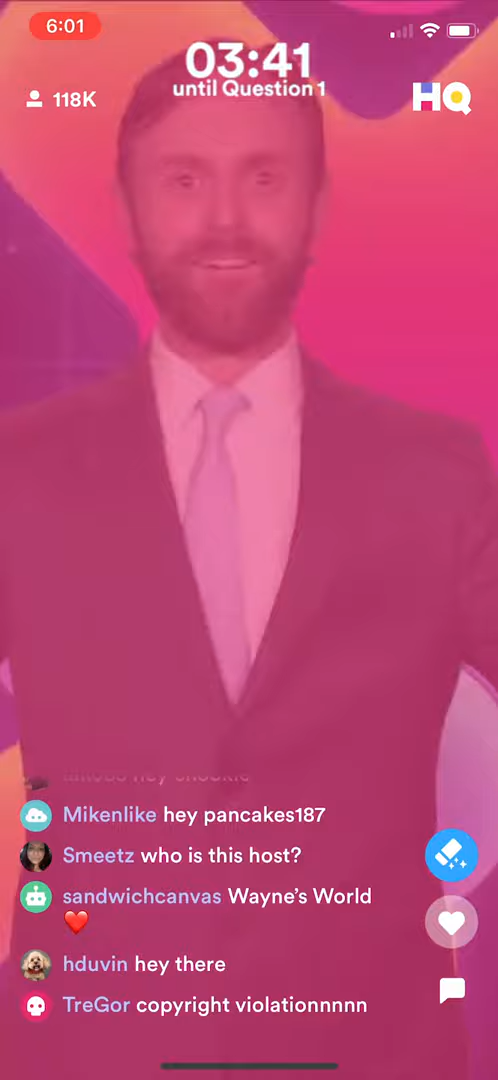 6:01
03:41
until Question 1
118K
HQ
Mikenlike hey pancakes187
Smeetz who is this host?
sandwichcanvas Wayne's World
❤️
hduvin hey there
TreGor copyright violationnnnn